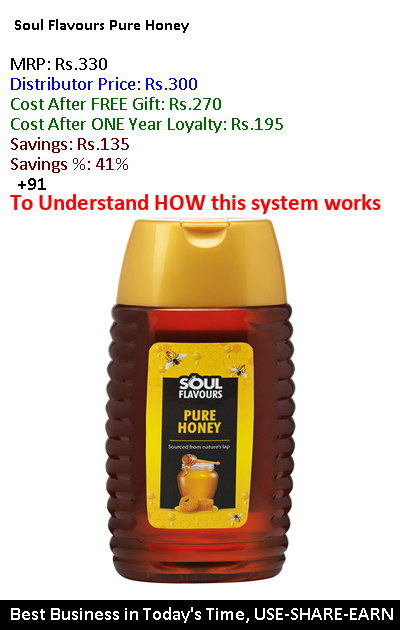 Soul Flavours Pure Honey
MRP: Rs.330
Distributor Price: Rs.300
Cost After FREE Gift: Rs.270
Cost After ONE Year Loyalty: Rs.195
Savings: Rs.135
Savings %: 41%
+91
To Understand HOW this system works
SOUL
FLAVOURS
PURE
HONEY
Sourced from nature's lap
Best Business in Today's Time, USE-SHARE-EARN